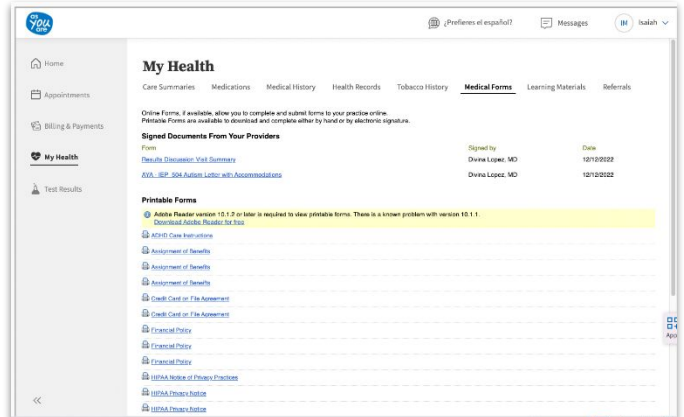 as you are
¿Prefieres el español?
Messages
IM
Isaiah
Home
Appointments
Billing & Payments
My Health
Test Results
My Health
Care Summaries Medications Medical History Health Records Tobacco History Medical Forms Learning Materials Referrals
Online Forms, if available, allow you to complete and submit forms to your practice online.
Printable Forms are available to download and complete either by hand or by electronic signature.
Signed Documents From Your Providers
Form Signed by Date
Results Discussion Visit Summary Divina Lopez, MD 12/12/2022
AYA - IEP_504 Autism Letter with Accommodations Divina Lopez, MD 12/12/2022
Printable Forms
Adobe Reader version 10.1.2 or later is required to view printable forms. There is a known problem with version 10.1.1.
Download Adobe Reader for free
ADHD Care Instructions
Assignment of Benefits
Assignment of Benefits
Assignment of Benefits
Credit Card on File Agreement
Credit Card on File Agreement
Financial Policy
Financial Policy
Financial Policy
HIPAA Notice of Privacy Practices
HIPAA Privacy Notice
HIPAA Privacy Notice